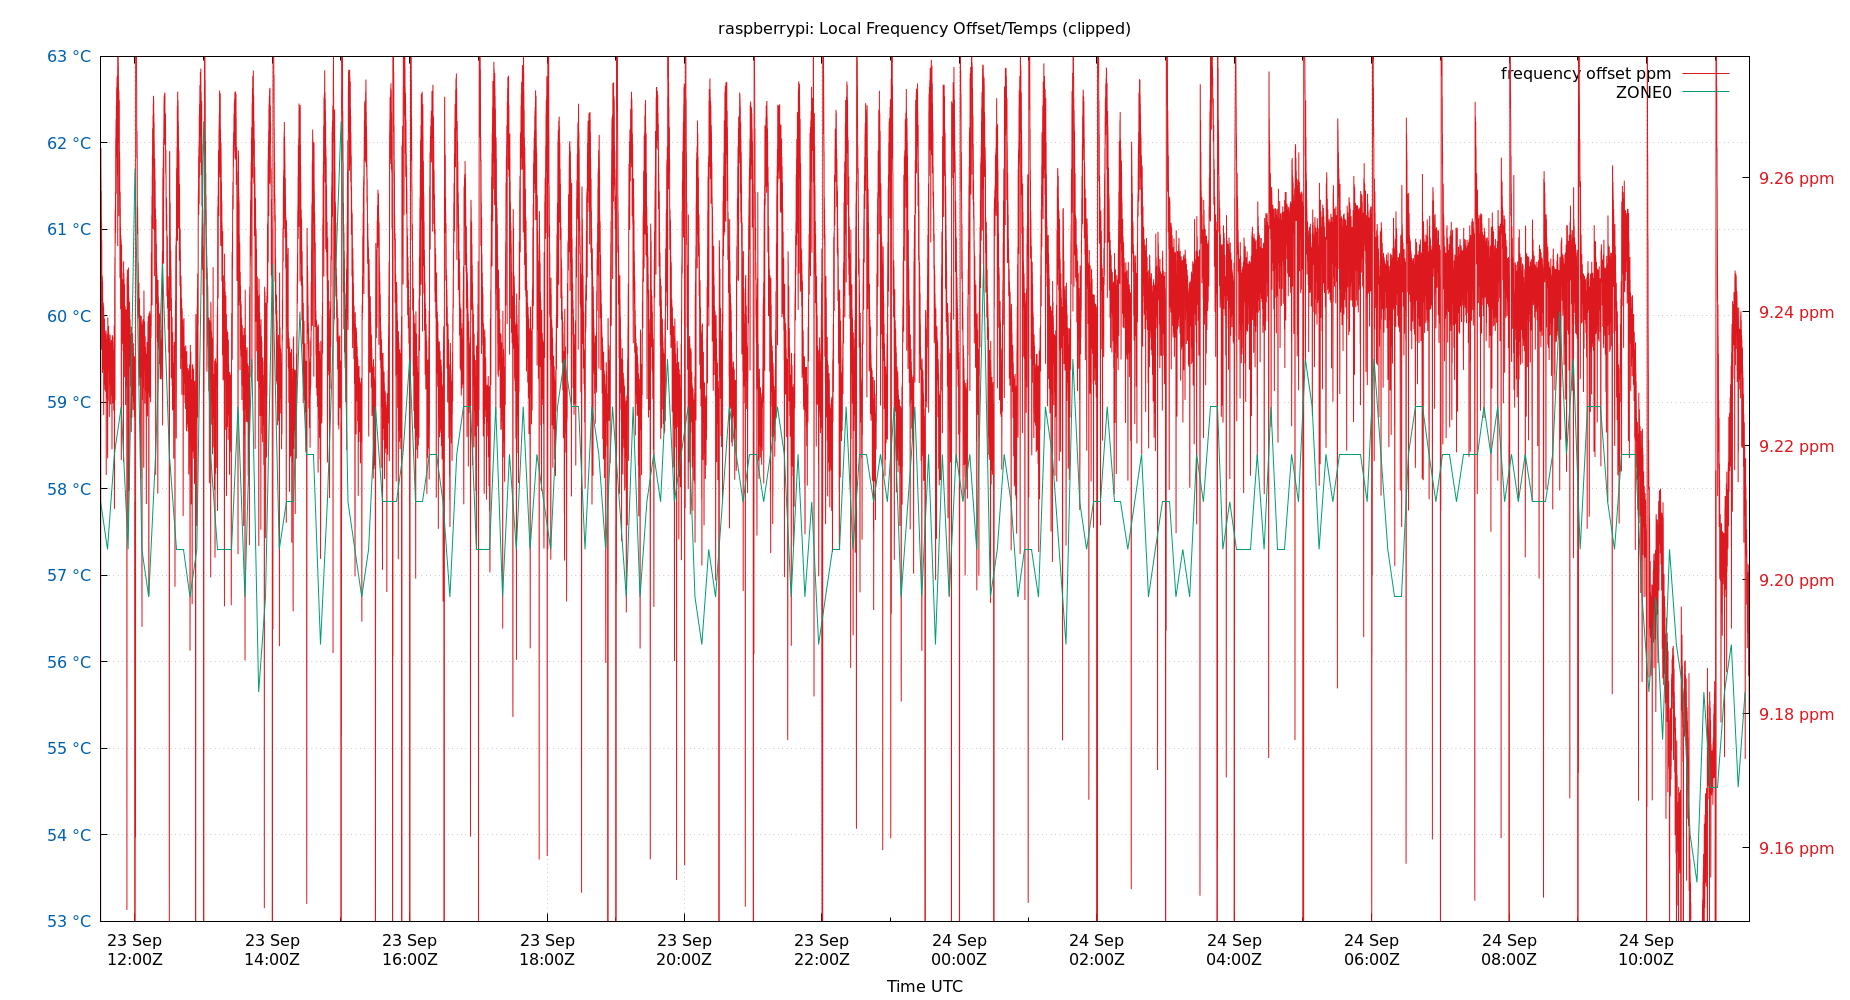 raspberrypi: Local Frequency Offset/Temps (clipped)
63 °C
62 °C
61 °C
60 °C
59 °C
58 °C
57 °C
56 °C
55 °C
54 °C
53 °C
frequency offset ppm
ZONE0
9.26 ppm
9.24 ppm
9.22 ppm
9.20 ppm
9.18 ppm
9.16 ppm
23 Sep 23 Sep 23 Sep 23 Sep 23 Sep 23 Sep 24 Sep 24 Sep 24 Sep 24 Sep 24 Sep 24 Sep
12:00Z 14:00Z 16:00Z 18:00Z 20:00Z 22:00Z 00:00Z 02:00Z 04:00Z 06:00Z 08:00Z 10:00Z
Time UTC